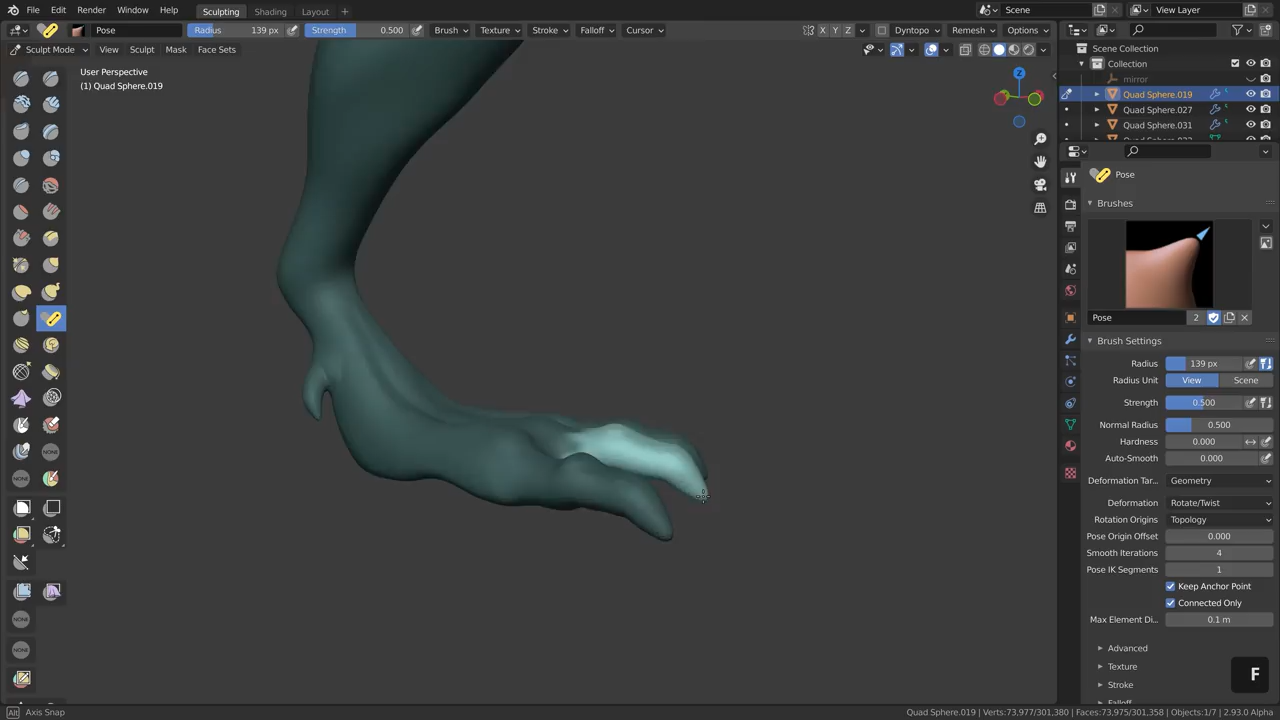 File Edit Render Window Help Sculpting Shading Layout + Scene View Layer
Pose Radius 139 px Strength 0.500 Brush Texture Stroke Falloff Cursor X Y Z Dyntopo Remesh Options
Sculpt Mode View Sculpt Mask Face Sets
User Perspective
(1) Quad Sphere.019
Z
Scene Collection
Collection
mirror
Quad Sphere.019
Quad Sphere.027
Quad Sphere.031
Pose
Brushes
Pose 2
Brush Settings
Radius 139 px
Radius Unit View Scene
Strength 0.500
Normal Radius 0.500
Hardness 0.000
Auto-Smooth 0.000
Deformation Tar... Geometry
Deformation Rotate/Twist
Rotation Origins Topology
Pose Origin Offset 0.000
Smooth Iterations 4
Pose IK Segments 1
Keep Anchor Point
Connected Only
Max Element Di... 0.1 m
Advanced
Texture
Stroke
NONE
NONE
NONE
NONE
F
Alt Axis Snap Quad Sphere.019 | Verts:73,977/301,380 | Faces:73,975/301,358 | Objects:1/7 | 2.93.0 Alpha